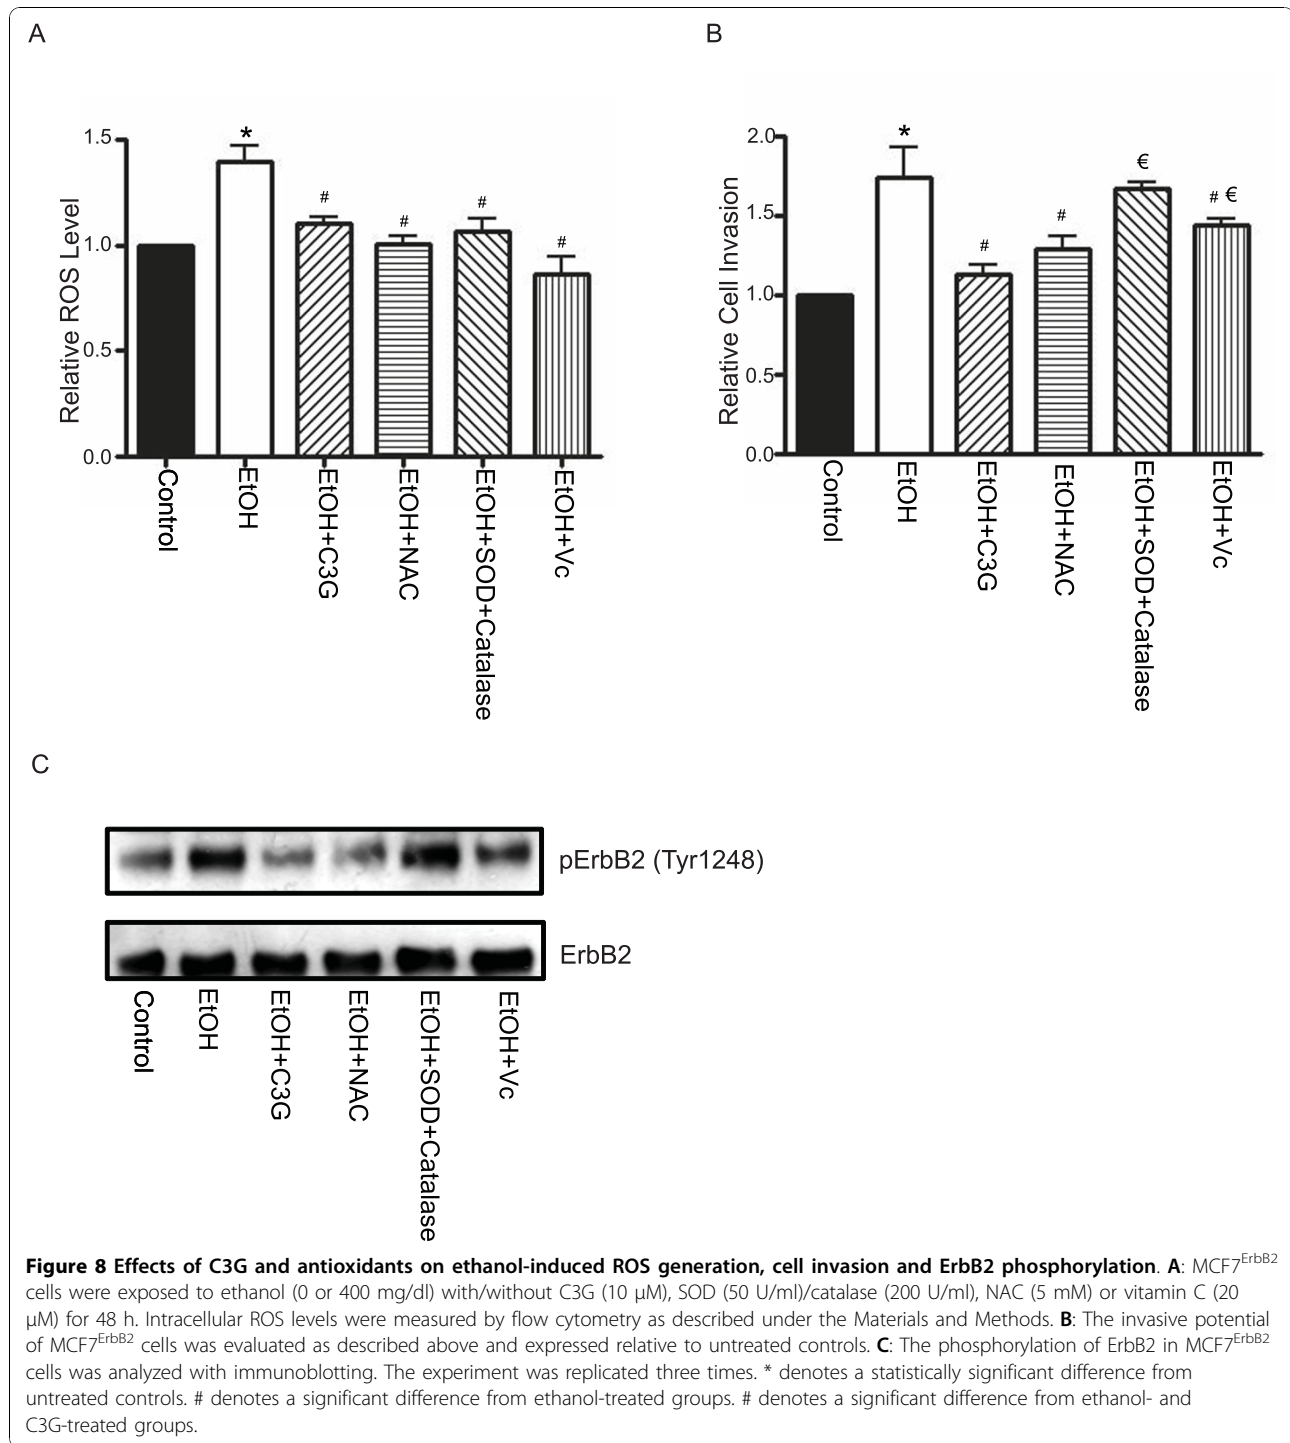 A
1.5
1.0
0.5
0.0
Relative ROS Level
*
#
#
#
#
Control
EtOH
EtOH+C3G
EtOH+NAC
EtOH+SOD+Catalase
EtOH+Vc
B
2.0
1.5
1.0
0.5
0.0
Relative Cell Invasion
*
#
#
€
# €
Control
EtOH
EtOH+C3G
EtOH+NAC
EtOH+SOD+Catalase
EtOH+Vc
C
pErbB2 (Tyr1248)
ErbB2
Control
EtOH
EtOH+C3G
EtOH+NAC
EtOH+SOD+Catalase
EtOH+Vc
Figure 8 Effects of C3G and antioxidants on ethanol-induced ROS generation, cell invasion and ErbB2 phosphorylation. A: MCF7ErbB2
cells were exposed to ethanol (0 or 400 mg/dl) with/without C3G (10 μM), SOD (50 U/ml)/catalase (200 U/ml), NAC (5 mM) or vitamin C (20
μM) for 48 h. Intracellular ROS levels were measured by flow cytometry as described under the Materials and Methods. B: The invasive potential
of MCF7ErbB2 cells was evaluated as described above and expressed relative to untreated controls. C: The phosphorylation of ErbB2 in MCF7ErbB2
cells was analyzed with immunoblotting. The experiment was replicated three times. * denotes a statistically significant difference from
untreated controls. # denotes a significant difference from ethanol-treated groups. # denotes a significant difference from ethanol- and
C3G-treated groups.